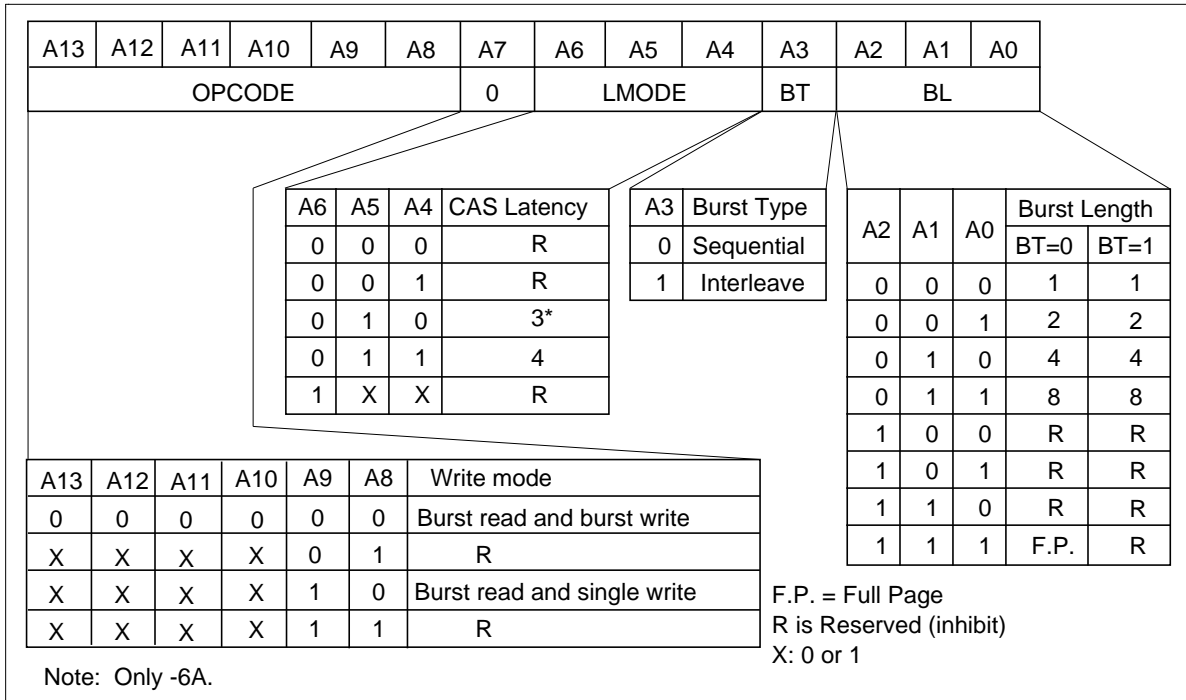 A13 A12 A11 A10 A9 A8 A7 A6 A5 A4 A3 A2 A1 A0
OPCODE 0 LMODE BT BL
A6 A5 A4 CAS Latency
0 0 0 R
0 0 1 R
0 1 0 3*
0 1 1 4
1 X X R
A3 Burst Type
0 Sequential
1 Interleave
A2 A1 A0 Burst Length
BT=0 BT=1
0 0 0 1 1
0 0 1 2 2
0 1 0 4 4
0 1 1 8 8
1 0 0 R R
1 0 1 R R
1 1 0 R R
1 1 1 F.P. R
A13 A12 A11 A10 A9 A8 Write mode
0 0 0 0 0 0 Burst read and burst write
X X X X 0 1 R
X X X X 1 0 Burst read and single write
X X X X 1 1 R
F.P. = Full Page
R is Reserved (inhibit)
X: 0 or 1
Note: Only -6A.